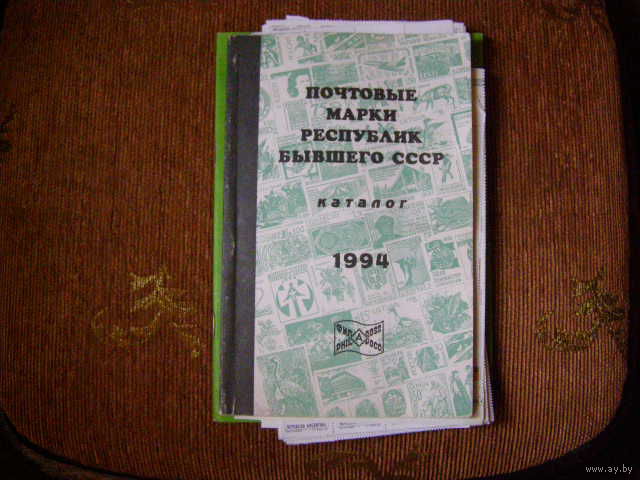 ПОЧТОВЫЕ
МАРКИ
РЕСПУБЛИК
БЫВШЕГО СССР
каталог
1994
www.ay.by